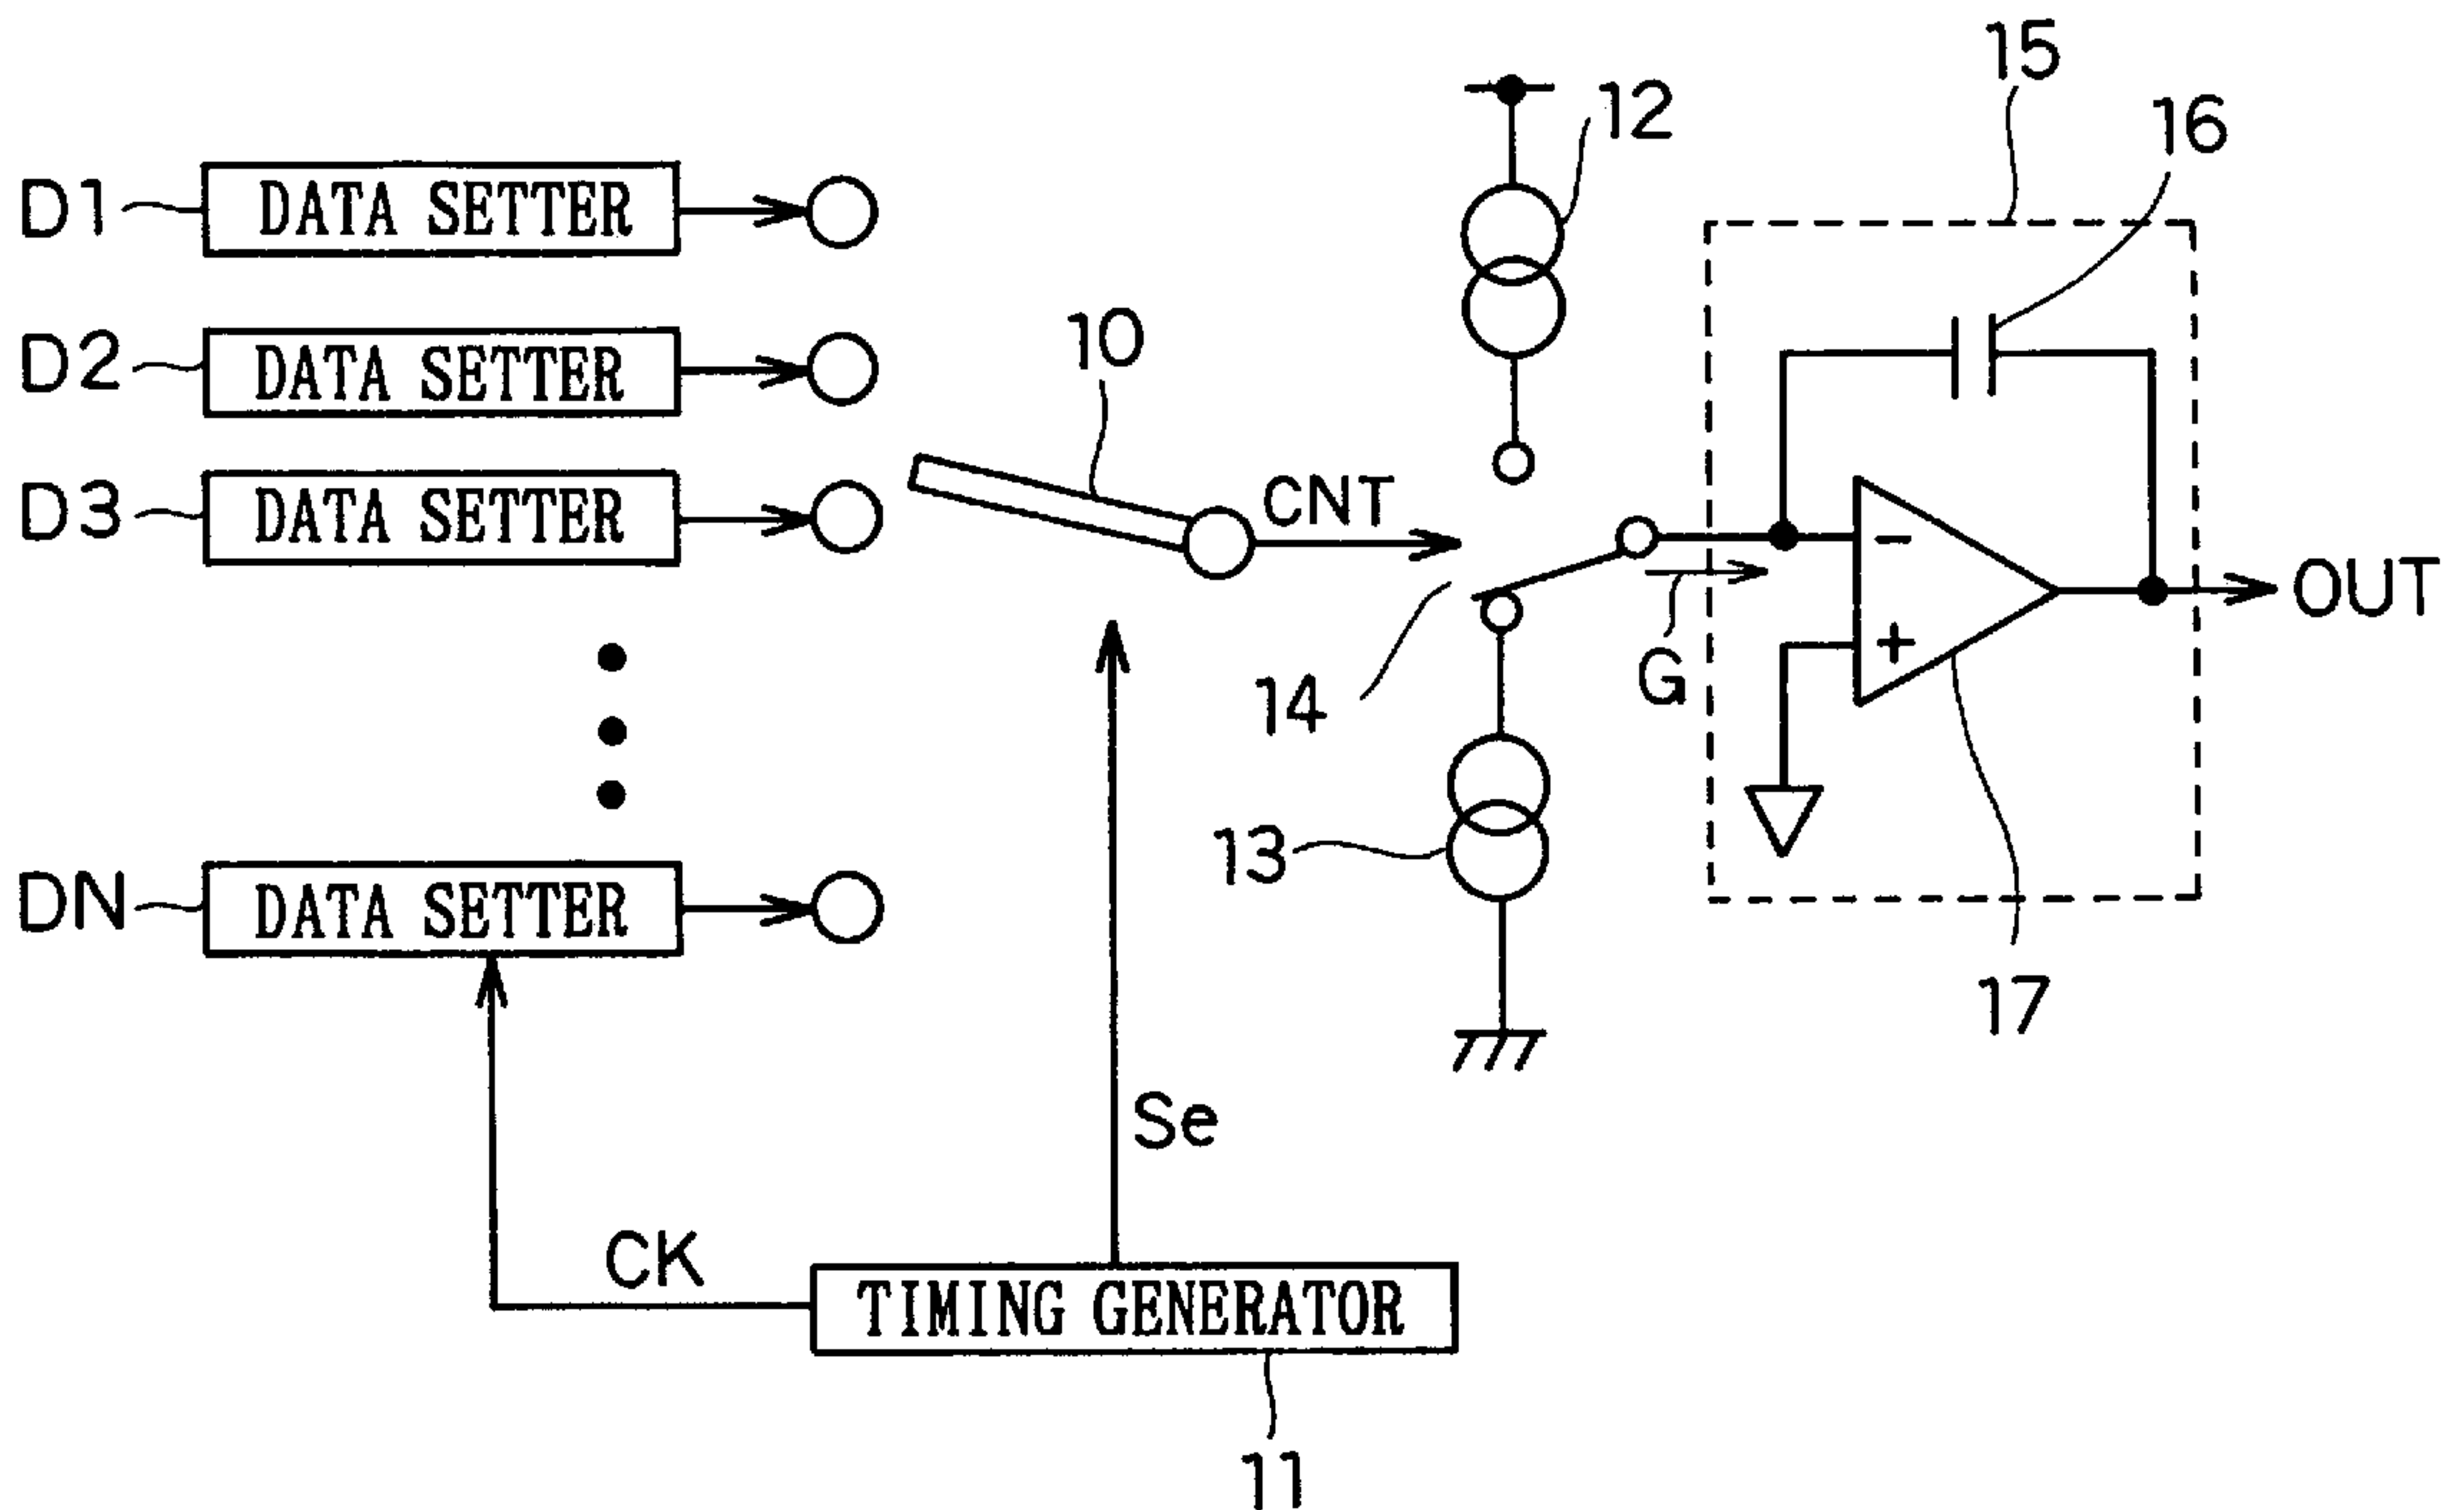 15
12
16
D1 DATA SETTER
D2 DATA SETTER
10
D3 DATA SETTER
CNT
-
OUT
+
G
14
13
DN DATA SETTER
17
Se
CK
TIMING GENERATOR
11